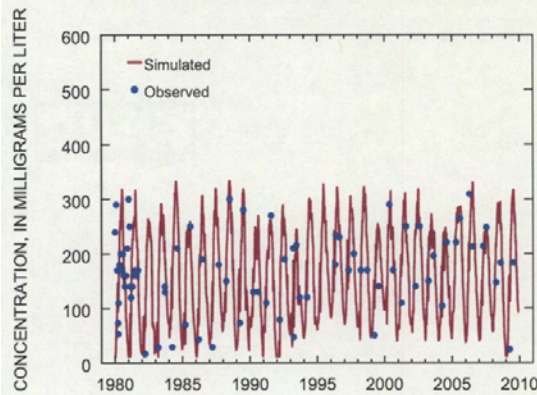 CONCENTRATION, IN MILLIGRAMS PER LITER
600
500
400
300
200
100
0
Simulated
Observed
1980 1985 1990 1995 2000 2005 2010